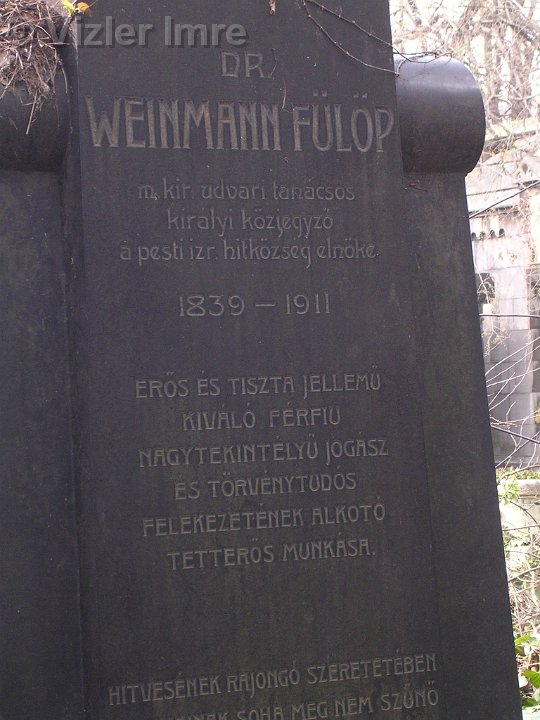 Vizler Imre
DR.
WEINMANN FÜLÖP
m. kir. udvari tanácsos
királyi közjegyző
a pesti izr. hitközség elnöke.
1839 – 1911
ERŐS ÉS TISZTA JELLEMŰ
KIVÁLÓ FÉRFIU
NAGYTEKINTÉLYŰ JOGÁSZ
ÉS TÖRVÉNYTUDÓS
FELEKEZETÉNEK ALKOTÓ
TETTERŐS MUNKÁSA.
HITVESÉNEK RAJONGÓ SZERETETÉBEN
SOHA MEG NEM SZŰNŐ